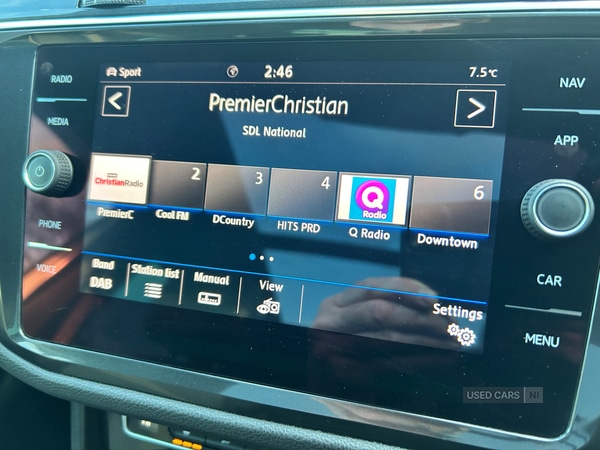 RADIO
MEDIA
PHONE
VOICE
Sport
2:46
7.5°C
PremierChristian
SDL National
ChristianRadio
2
3
4
Q Radio
6
PremierC
Cool FM
DCountry
HITS PRD
Q Radio
Downtown
Band
DAB
Station list
Manual
View
Settings
NAV
APP
CAR
MENU
USED CARS NI